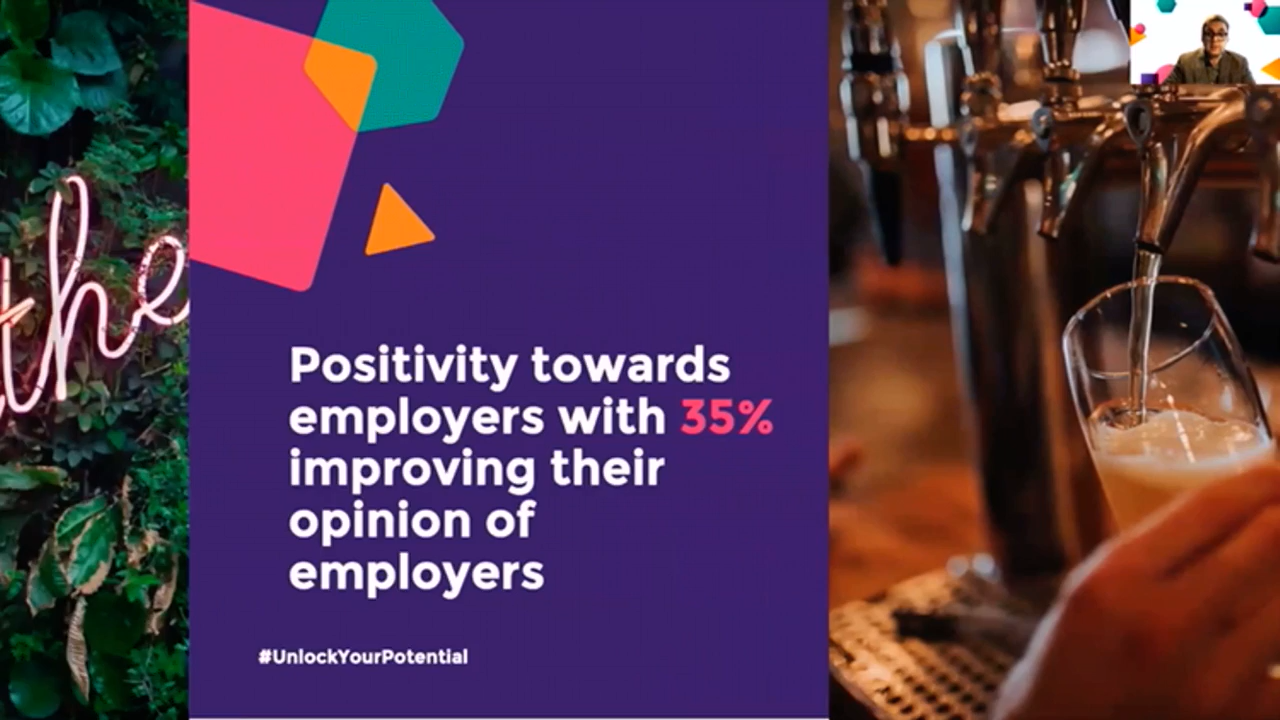 the
Positivity towards
employers with 35%
improving their
opinion of
employers
#UnlockYourPotential